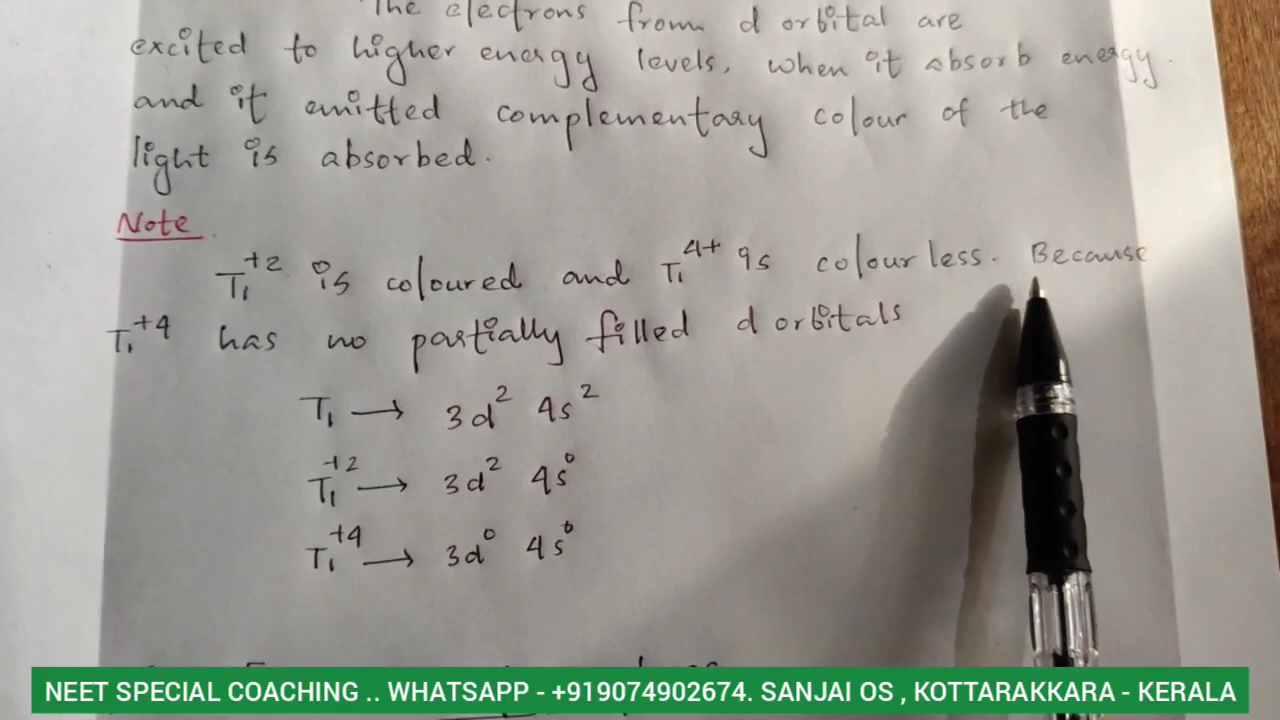 The electrons from d orbital are
excited to higher energy levels, when it absorb energy.
and it emitted complementary colour of the
light is absorbed.
Note
Ti+2 is coloured and Ti4+ is colourless. Because
Ti+4 has no partially filled d orbitals
Ti → 3d2 4s2
Ti+2 → 3d2 4s0
Ti+4 → 3d0 4s0
NEET SPECIAL COACHING .. WHATSAPP - +919074902674. SANJAI OS , KOTTARAKKARA - KERALA